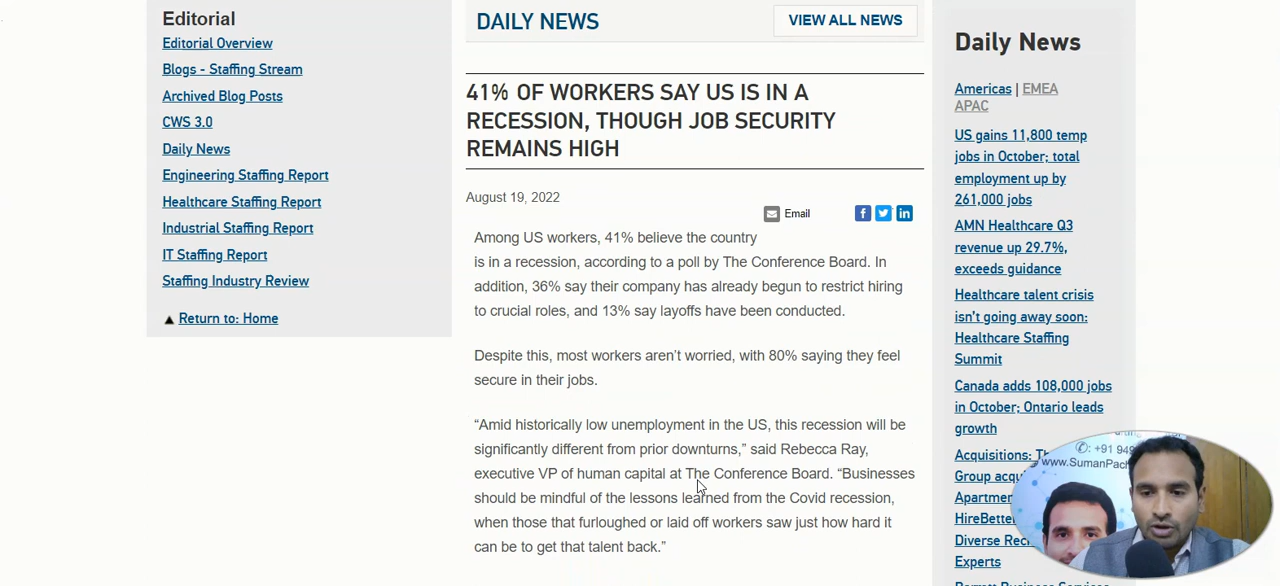 Editorial
Editorial Overview
Blogs - Staffing Stream
Archived Blog Posts
CWS 3.0
Daily News
Engineering Staffing Report
Healthcare Staffing Report
Industrial Staffing Report
IT Staffing Report
Staffing Industry Review
Return to: Home
DAILY NEWS
VIEW ALL NEWS
41% OF WORKERS SAY US IS IN A
RECESSION, THOUGH JOB SECURITY
REMAINS HIGH
August 19, 2022
Email
Among US workers, 41% believe the country
is in a recession, according to a poll by The Conference Board. In
addition, 36% say their company has already begun to restrict hiring
to crucial roles, and 13% say layoffs have been conducted.
Despite this, most workers aren’t worried, with 80% saying they feel
secure in their jobs.
“Amid historically low unemployment in the US, this recession will be
significantly different from prior downturns,” said Rebecca Ray,
executive VP of human capital at The Conference Board. “Businesses
should be mindful of the lessons learned from the Covid recession,
when those that furloughed or laid off workers saw just how hard it
can be to get that talent back.”
Daily News
Americas | EMEA
APAC
US gains 11,800 temp
jobs in October; total
employment up by
261,000 jobs
AMN Healthcare Q3
revenue up 29.7%,
exceeds guidance
Healthcare talent crisis
isn’t going away soon:
Healthcare Staffing
Summit
Canada adds 108,000 jobs
in October; Ontario leads
growth
Acquisitions:
Group
HireBetter
Diverse
Experts
+91